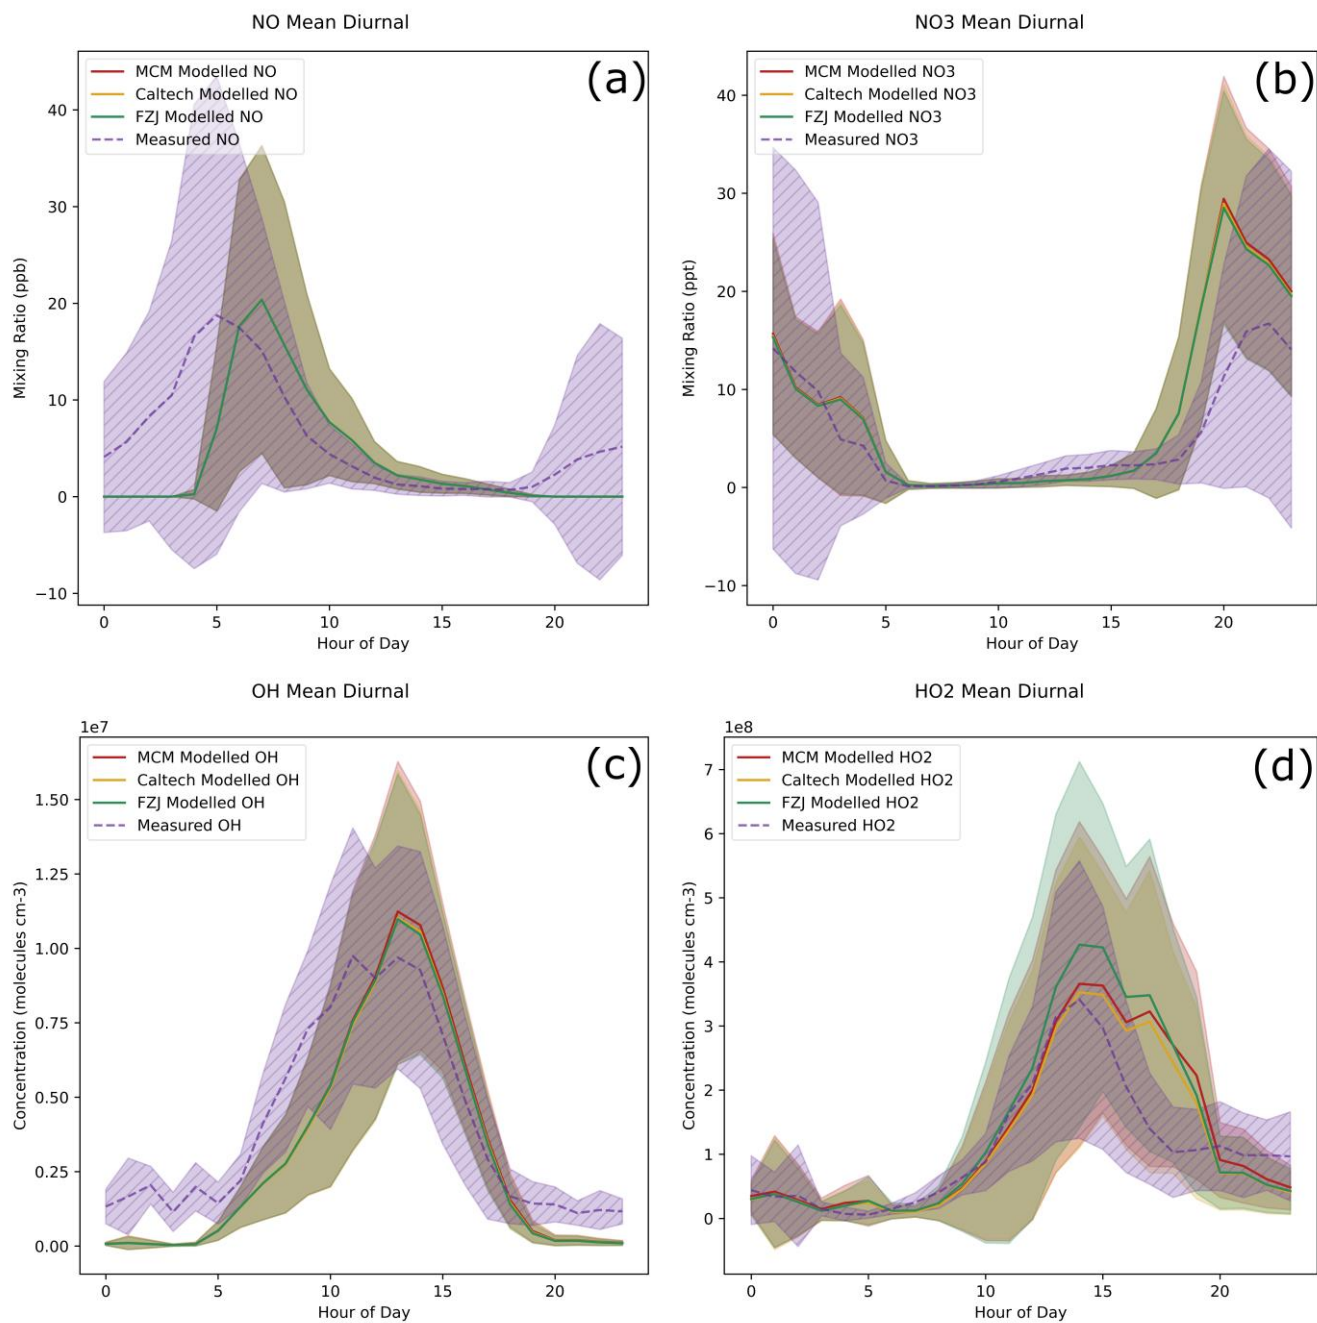 NO Mean Diurnal
(a)
MCM Modelled NO
Caltech Modelled NO
FZJ Modelled NO
Measured NO
Mixing Ratio (ppb)
40
30
20
10
0
−10
0 5 10 15 20
Hour of Day
NO3 Mean Diurnal
(b)
MCM Modelled NO3
Caltech Modelled NO3
FZJ Modelled NO3
Measured NO3
Mixing Ratio (ppt)
40
30
20
10
0
−10
0 5 10 15 20
Hour of Day
OH Mean Diurnal
1e7
(c)
MCM Modelled OH
Caltech Modelled OH
FZJ Modelled OH
Measured OH
Concentration (molecules cm-3)
1.50
1.25
1.00
0.75
0.50
0.25
0.00
0 5 10 15 20
Hour of Day
HO2 Mean Diurnal
1e8
(d)
MCM Modelled HO2
Caltech Modelled HO2
FZJ Modelled HO2
Measured HO2
Concentration (molecules cm-3)
7
6
5
4
3
2
1
0
0 5 10 15 20
Hour of Day